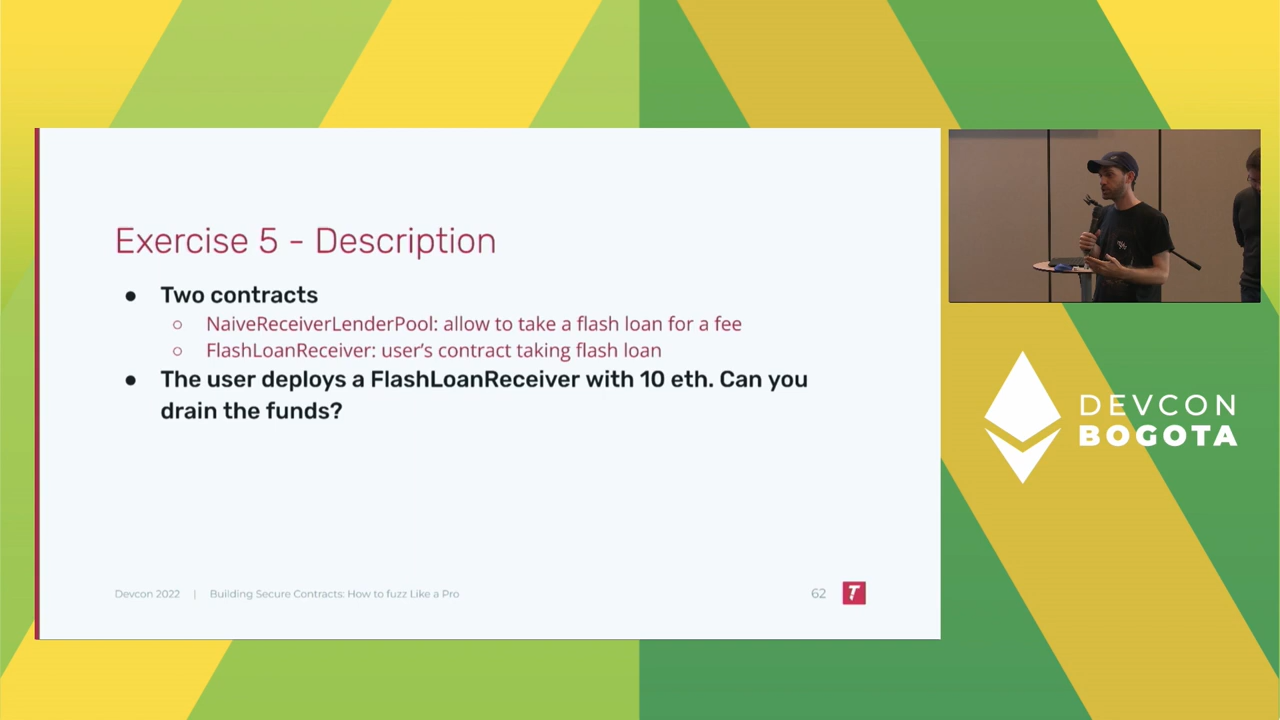 Exercise 5 - Description
● Two contracts
○ NaiveReceiverLenderPool: allow to take a flash loan for a fee
○ FlashLoanReceiver: user's contract taking flash loan
● The user deploys a FlashLoanReceiver with 10 eth. Can you
drain the funds?
Devcon 2022 | Building Secure Contracts: How to fuzz Like a Pro
62
DEVCON
BOGOTA